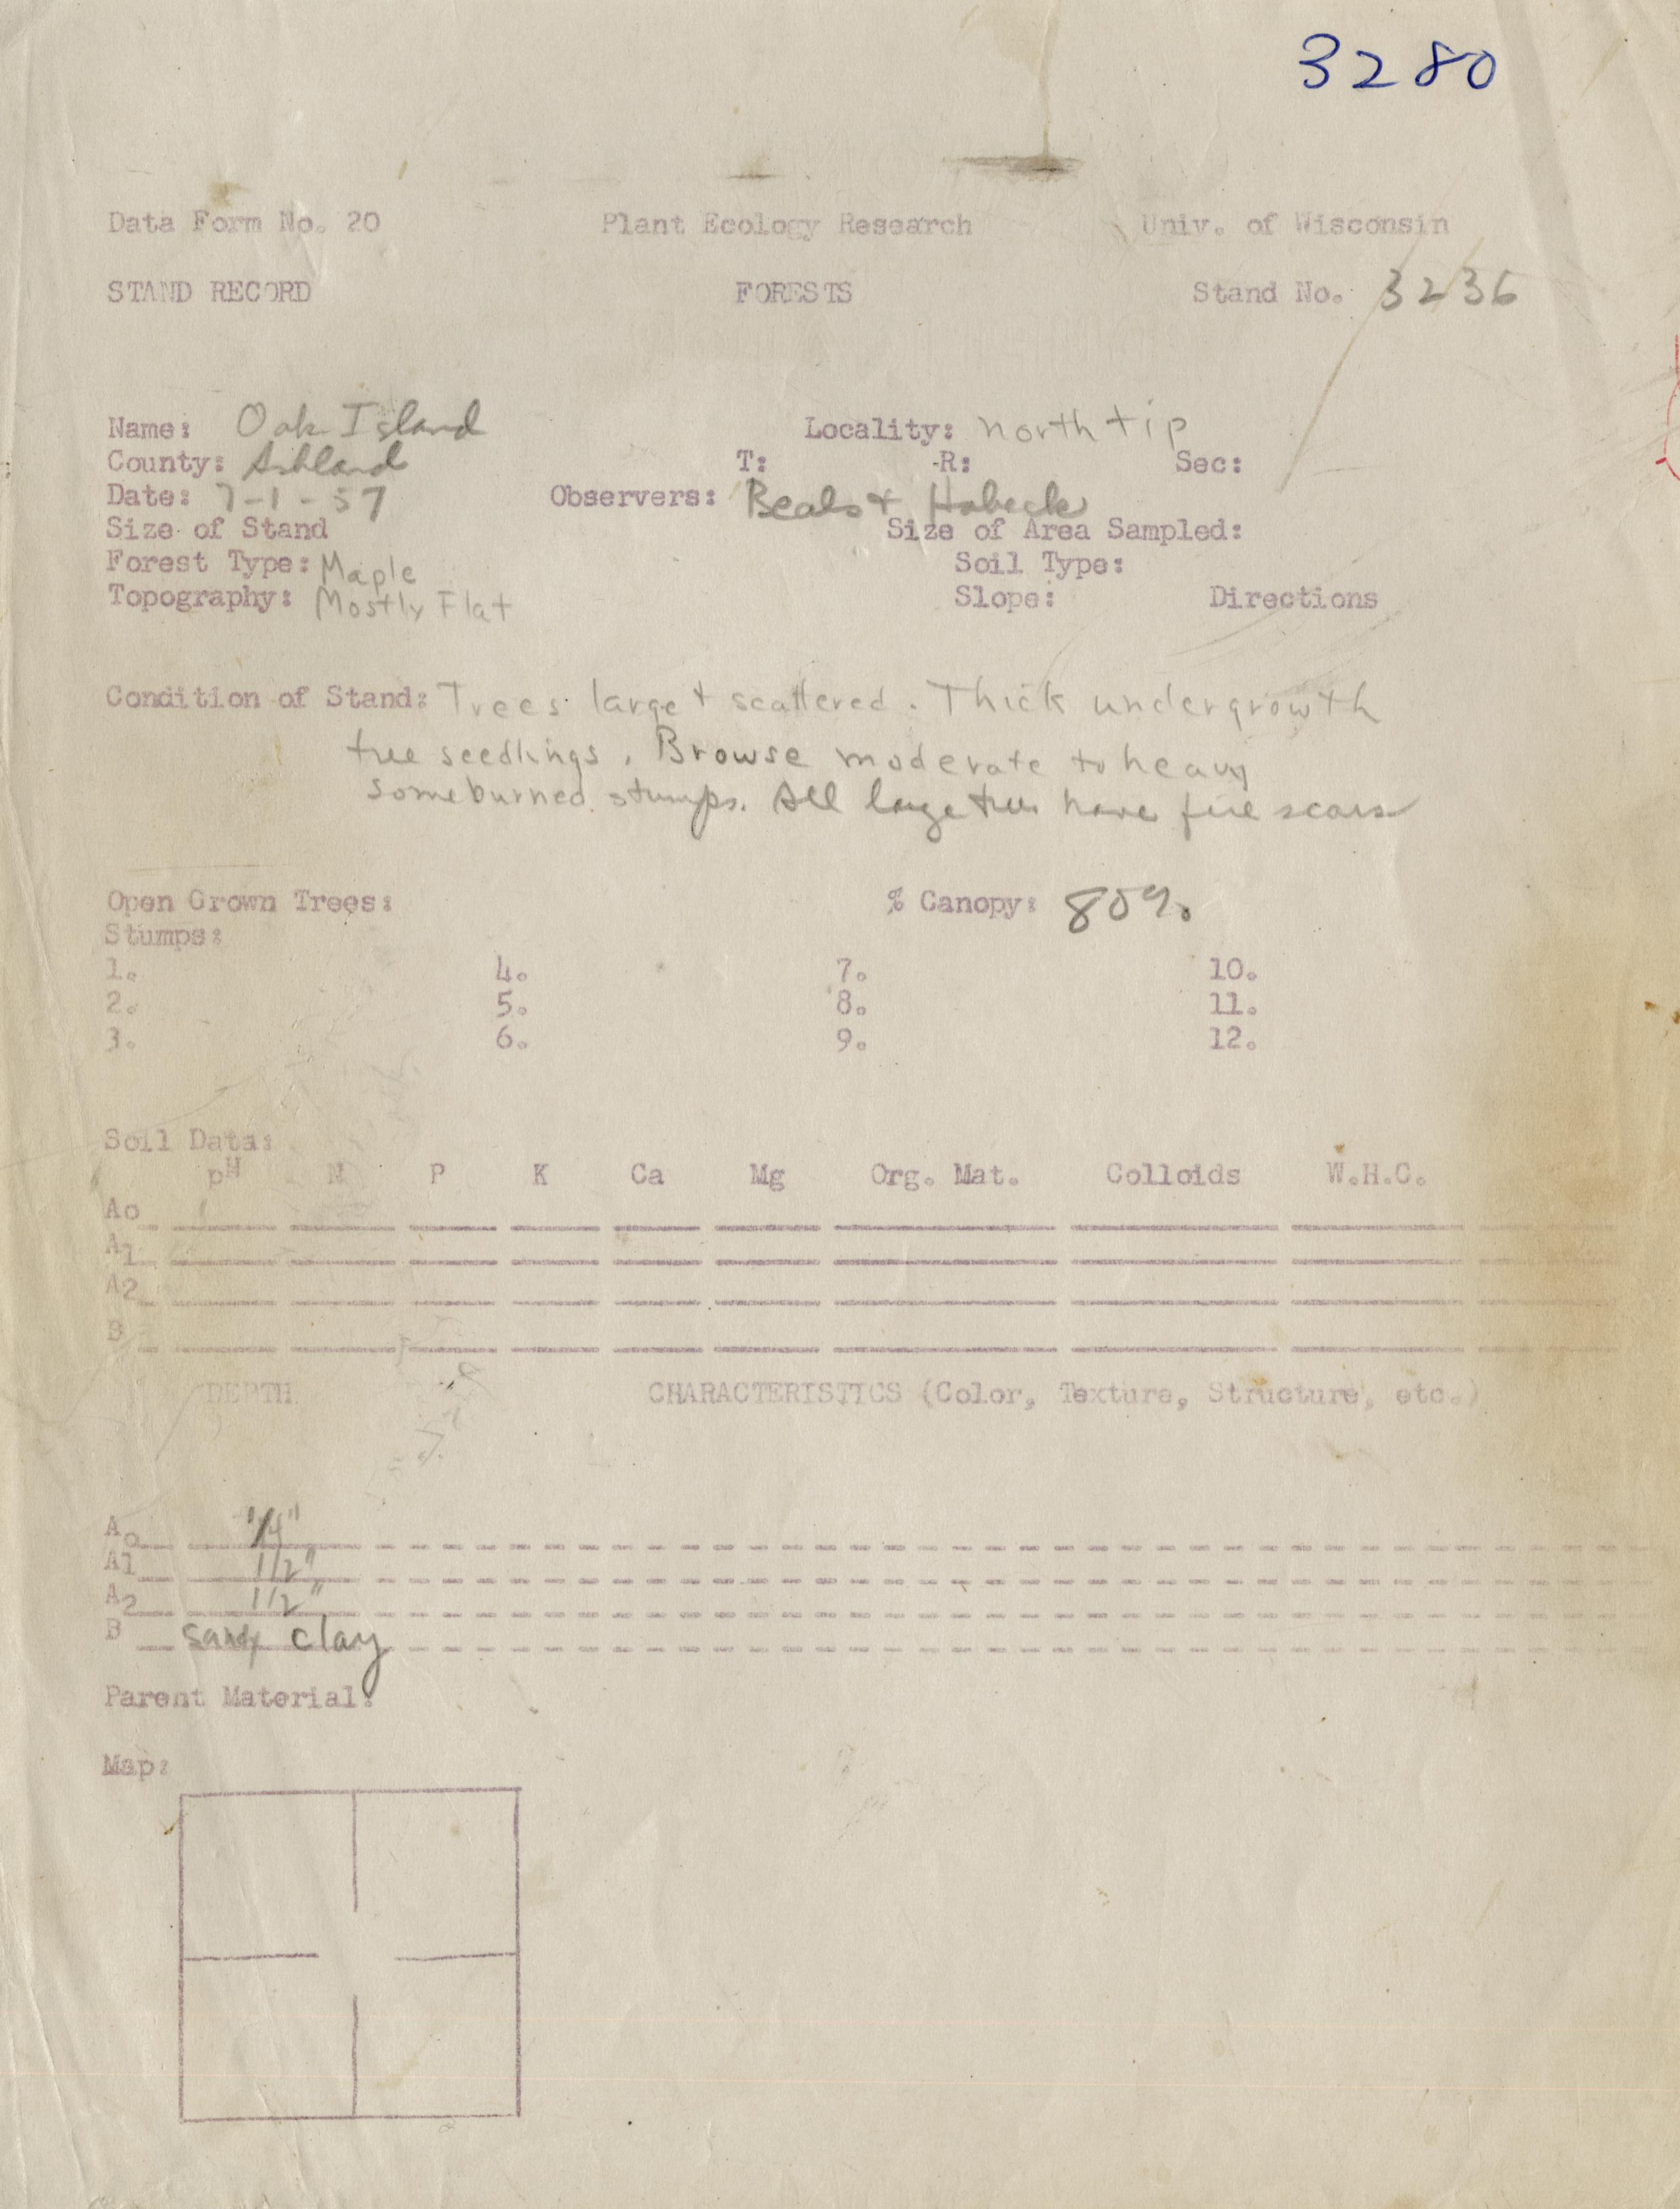 3280
Data Form No. 20 Plant Ecology Research Univ. of Wisconsin
STAND RECORD FORESTS Stand No. 3236
Name: Oak Island Locality: north tip
County: Ashland T: R: Sec:
Date: 7-1-57 Observers: Beals + Habeck
Size of Stand Size of Area Sampled:
Forest Type: Maple Soil Type:
Topography: Mostly Flat Slope: Directions
Condition of Stand: Trees large + scattered. Thick undergrowth
tree seedlings. Browse moderate to heavy
some burned stumps. All large trees have fire scars
Open Grown Trees: % Canopy: 80%
Stumps:
1. 4. 7. 10.
2. 5. 8. 11.
3. 6. 9. 12.
Soil Data:
pH N P K Ca Mg Org. Mat. Colloids W.H.C.
Ao
A1
A2
B
DEPTH CHARACTERISTICS (Color, Texture, Structure, etc.)
Ao 1/4"
A1 1/2"
A2 1/2"
B sandy clay
Parent Material:
Map: